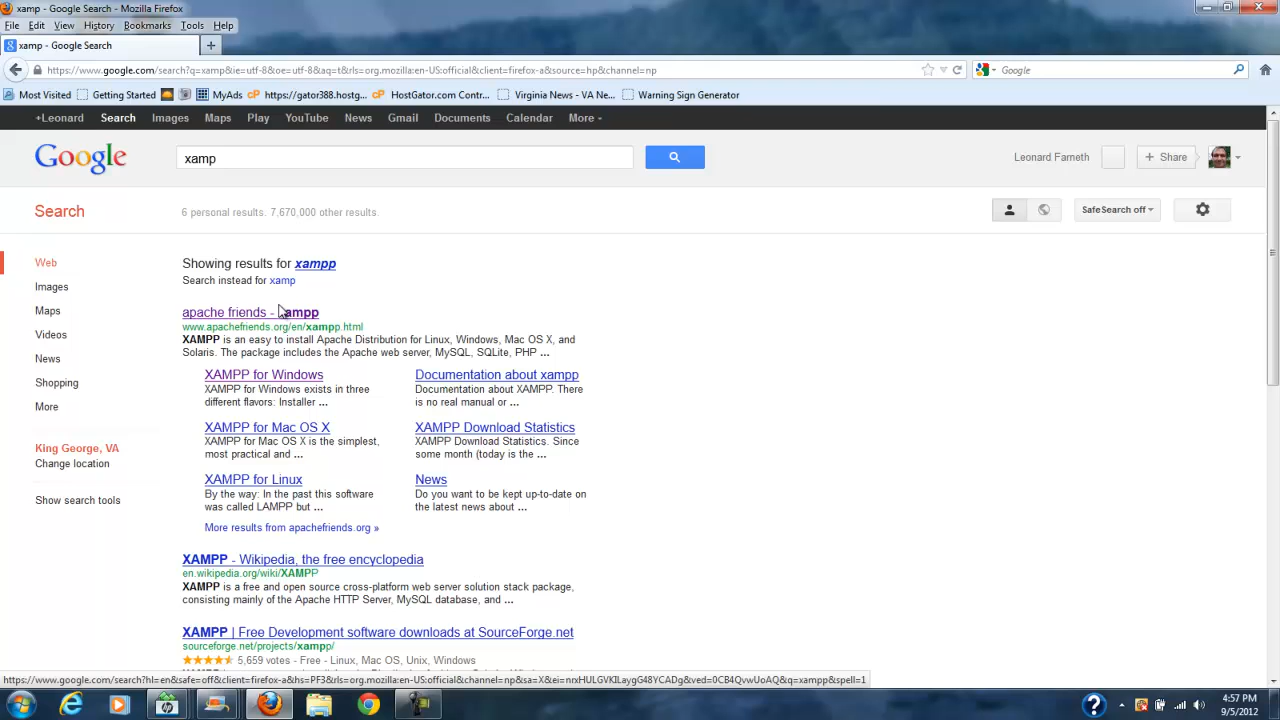 xamp - Google Search - Mozilla Firefox
File Edit View History Bookmarks Tools Help
xamp - Google Search
https://www.google.com/search?q=xamp&ie=utf-8&oe=utf-8&aq=t&rls=org.mozilla:en-US:official&client=firefox-a&source=hp&channel=np
Google
Most Visited Getting Started MyAds https://gator388.hostg... HostGator.com Contr... Virginia News - VA Ne... Warning Sign Generator
+Leonard Search Images Maps Play YouTube News Gmail Documents Calendar More
Google
xamp
Leonard Farneth
+ Share
Search
6 personal results. 7,670,000 other results.
SafeSearch off
Web
Images
Maps
Videos
News
Shopping
More
King George, VA
Change location
Show search tools
Showing results for xampp
Search instead for xamp
apache friends - xampp
www.apachefriends.org/en/xampp.html
XAMPP is an easy to install Apache Distribution for Linux, Windows, Mac OS X, and
Solaris. The package includes the Apache web server, MySQL, SQLite, PHP ...
XAMPP for Windows
XAMPP for Windows exists in three
different flavors: Installer ...
Documentation about xampp
Documentation about XAMPP. There
is no real manual or ...
XAMPP for Mac OS X
XAMPP for Mac OS X is the simplest,
most practical and ...
XAMPP Download Statistics
XAMPP Download Statistics. Since
some month (today is the ...
XAMPP for Linux
By the way: In the past this software
was called LAMPP but ...
News
Do you want to be kept up-to-date on
the latest news about ...
More results from apachefriends.org »
XAMPP - Wikipedia, the free encyclopedia
en.wikipedia.org/wiki/XAMPP
XAMPP is a free and open source cross-platform web server solution stack package,
consisting mainly of the Apache HTTP Server, MySQL database, and ...
XAMPP | Free Development software downloads at SourceForge.net
sourceforge.net/projects/xampp/
5,659 votes - Free - Linux, Mac OS, Unix, Windows
https://www.google.com/search?hl=en&safe=off&client=firefox-a&hs=PF3&rls=org.mozilla:en-US:official&channel=np&sa=X&ei=nrxHULGVKILaygG48YCADg&ved=0CB4QvwUoAQ&q=xampp&spell=1
4:57 PM
9/5/2012